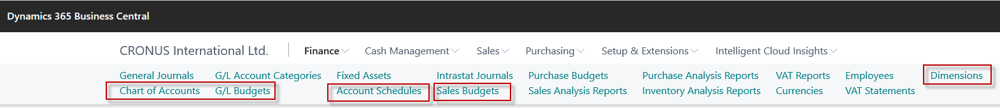 Dynamics 365 Business Central
CRONUS International Ltd. Finance Cash Management Sales Purchasing Setup & Extensions Intelligent Cloud Insights
General Journals G/L Account Categories Fixed Assets Intrastat Journals Purchase Budgets Purchase Analysis Reports VAT Reports Employees Dimensions
Chart of Accounts G/L Budgets Account Schedules Sales Budgets Sales Analysis Reports Inventory Analysis Reports Currencies VAT Statements